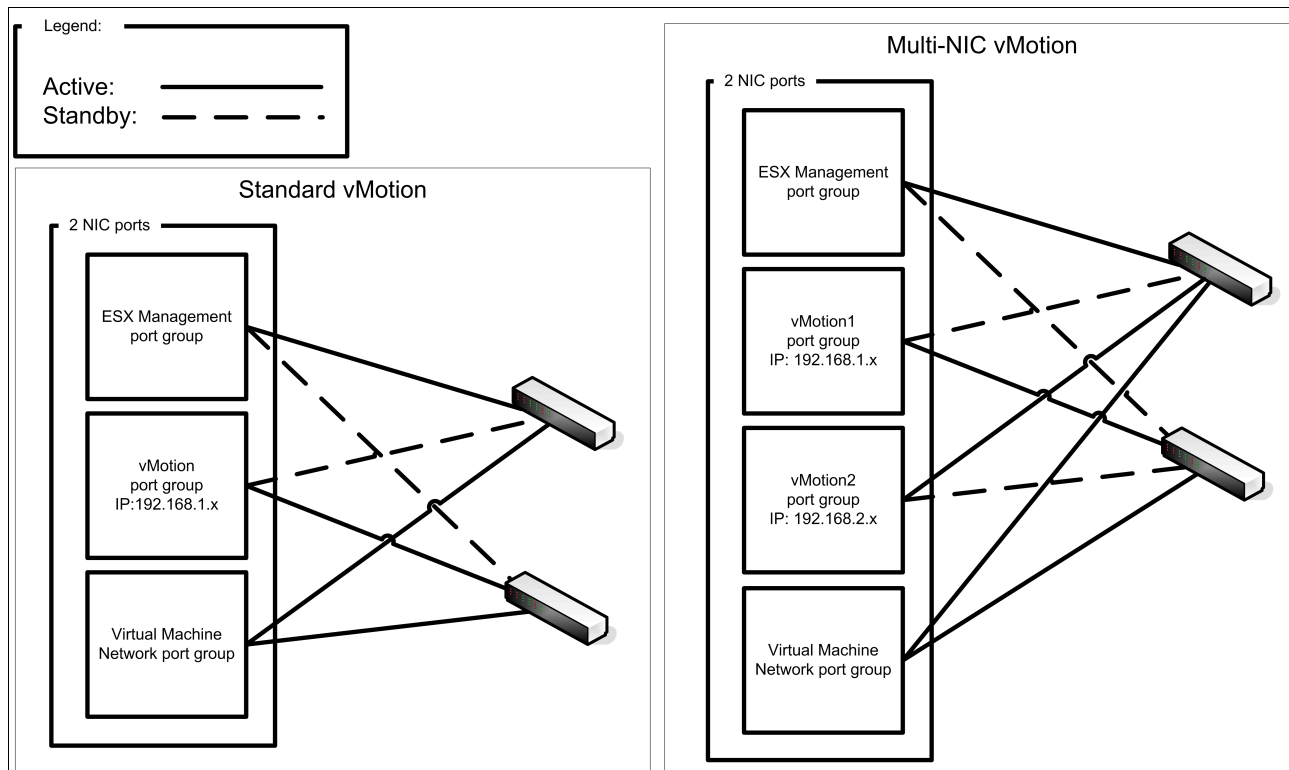 Legend:
Active:
Standby:
Standard vMotion
2 NIC ports
ESX Management
port group
vMotion
port group
IP:192.168.1.x
Virtual Machine
Network port group
Multi-NIC vMotion
2 NIC ports
ESX Management
port group
vMotion1
port group
IP: 192.168.1.x
vMotion2
port group
IP: 192.168.2.x
Virtual Machine
Network port group